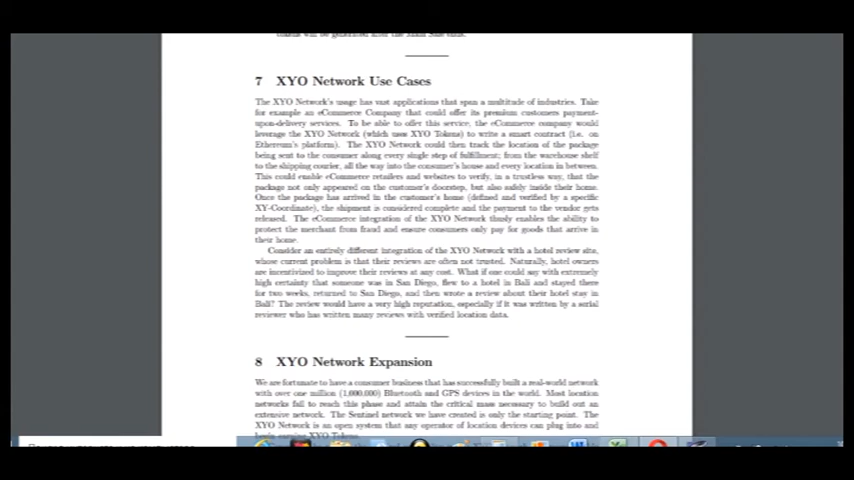 tokens will be generated after the Main Sale ends.
7 XYO Network Use Cases
The XYO Network's usage has vast applications that span a multitude of industries. Take
for example an eCommerce Company that could offer its premium customers payment-
upon-delivery services. To be able to offer this service, the eCommerce company would
leverage the XYO Network (which uses XYO Tokens) to write a smart contract (i.e. on
Ethereum's platform). The XYO Network could then track the location of the package
being sent to the consumer along every single step of fulfillment; from the warehouse shelf
to the shipping courier, all the way into the consumer's house and every location in between.
This could enable eCommerce retailers and websites to verify, in a trustless way, that the
package not only appeared on the customer's doorstep, but also safely inside their home.
Once the package has arrived in the customer's home (defined and verified by a specific
XY-Coordinate), the shipment is considered complete and the payment to the vendor gets
released. The eCommerce integration of the XYO Network thusly enables the ability to
protect the merchant from fraud and ensure consumers only pay for goods that arrive in
their home.
Consider an entirely different integration of the XYO Network with a hotel review site,
whose current problem is that their reviews are often not trusted. Naturally, hotel owners
are incentivized to improve their reviews at any cost. What if one could say with extremely
high certainty that someone was in San Diego, flew to a hotel in Bali and stayed there
for two weeks, returned to San Diego, and then wrote a review about their hotel stay in
Bali? The review would have a very high reputation, especially if it was written by a serial
reviewer who has written many reviews with verified location data.
8 XYO Network Expansion
We are fortunate to have a consumer business that has successfully built a real-world network
with over one million (1,000,000) Bluetooth and GPS devices in the world. Most location
networks fail to reach this phase and attain the critical mass necessary to build out an
extensive network. The Sentinel network we have created is only the starting point. The
XYO Network is an open system that any operator of location devices can plug into and
begin earning XYO Tokens.